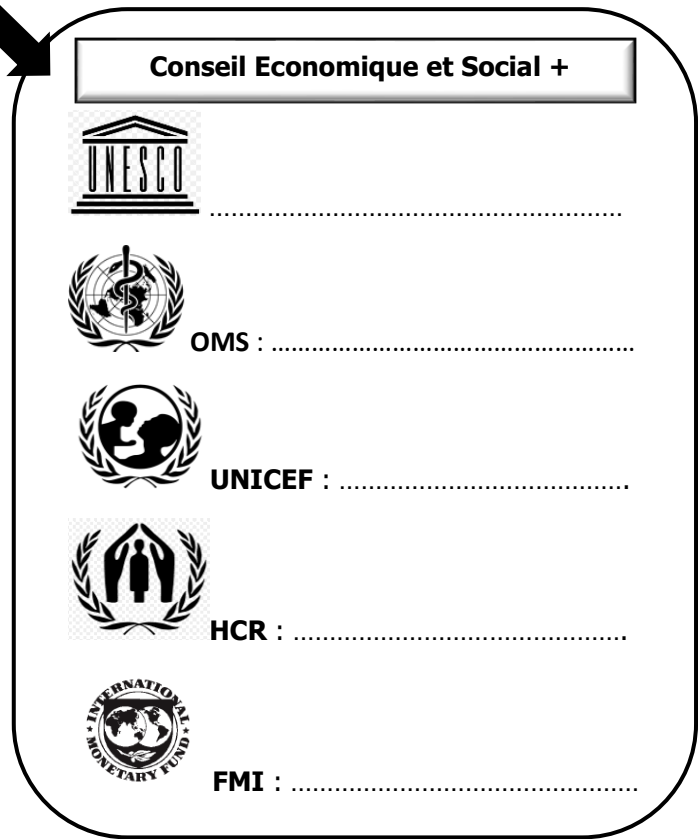 Conseil Economique et Social +
UNESCO
.........................................................
OMS : ......................................................
UNICEF : .......................................
HCR : ..............................................
INTERNATIONAL MONETARY FUND
FMI : ................................................